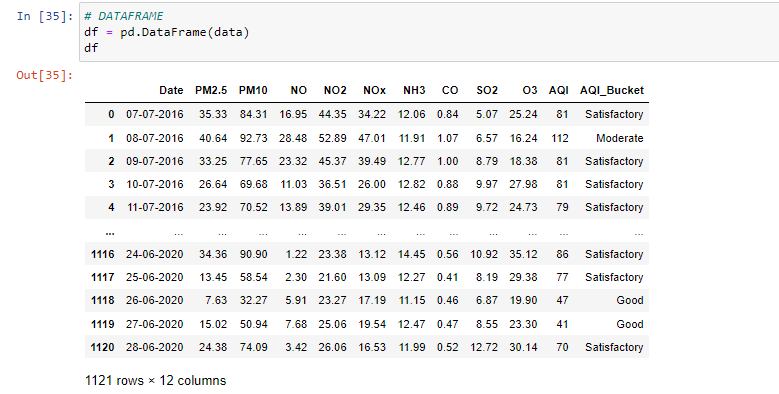 In [35]: # DATAFRAME
df = pd.DataFrame(data)
df
Out[35]:
Date PM2.5 PM10 NO NO2 NOx NH3 CO SO2 O3 AQI AQI_Bucket
0 07-07-2016 35.33 84.31 16.95 44.35 34.22 12.06 0.84 5.07 25.24 81 Satisfactory
1 08-07-2016 40.64 92.73 28.48 52.89 47.01 11.91 1.07 6.57 16.24 112 Moderate
2 09-07-2016 33.25 77.65 23.32 45.37 39.49 12.77 1.00 8.79 18.38 81 Satisfactory
3 10-07-2016 26.64 69.68 11.03 36.51 26.00 12.82 0.88 9.97 27.98 81 Satisfactory
4 11-07-2016 23.92 70.52 13.89 39.01 29.35 12.46 0.89 9.72 24.73 79 Satisfactory
... ... ... ... ... ... ... ... ... ... ... ... ...
1116 24-06-2020 34.36 90.90 1.22 23.38 13.12 14.45 0.56 10.92 35.12 86 Satisfactory
1117 25-06-2020 13.45 58.54 2.30 21.60 13.09 12.27 0.41 8.19 29.38 77 Satisfactory
1118 26-06-2020 7.63 32.27 5.91 23.27 17.19 11.15 0.46 6.87 19.90 47 Good
1119 27-06-2020 15.02 50.94 7.68 25.06 19.54 12.47 0.47 8.55 23.30 41 Good
1120 28-06-2020 24.38 74.09 3.42 26.06 16.53 11.99 0.52 12.72 30.14 70 Satisfactory
1121 rows × 12 columns